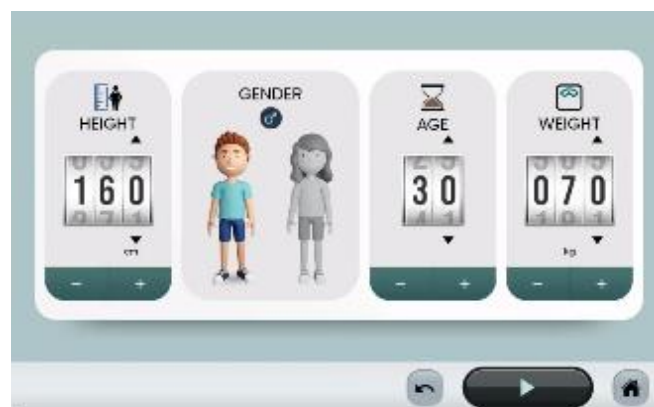 HEIGHT
160
cm
- +
GENDER
AGE
30
- +
WEIGHT
070
kg
- +